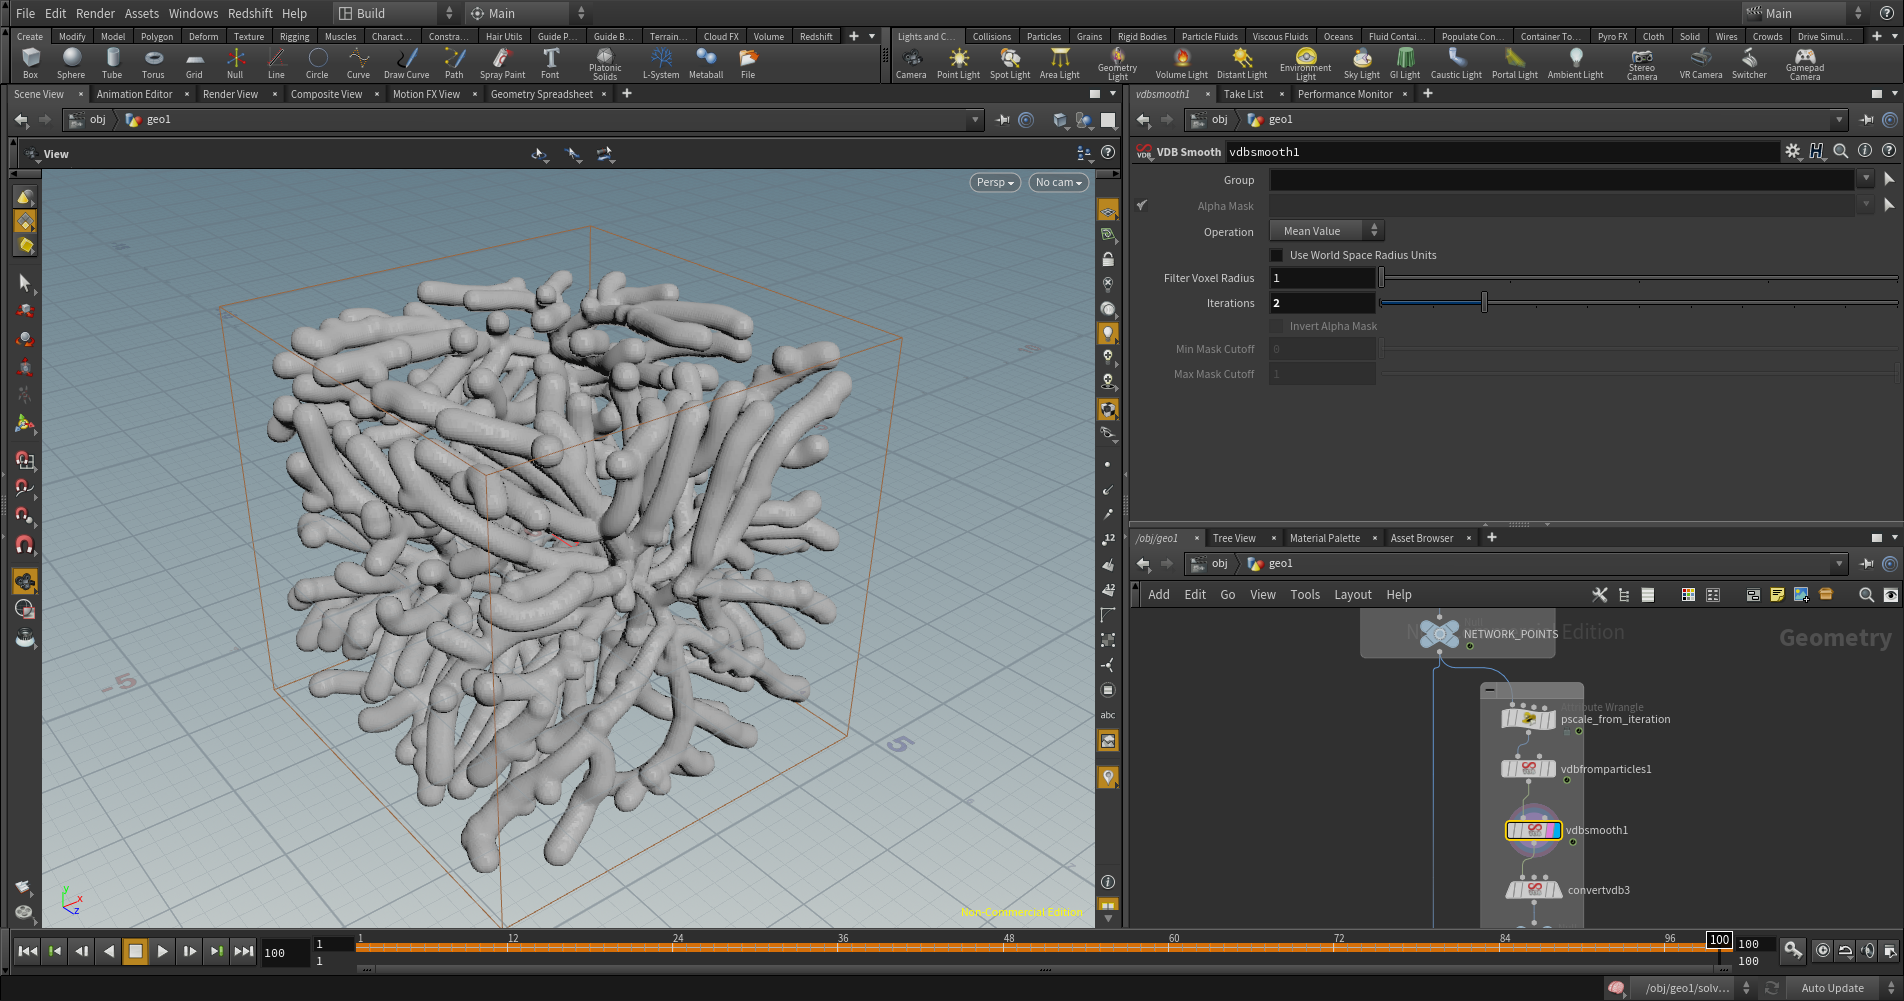 File Edit Render Assets Windows Redshift Help Build Main Main
Create Modify Model Polygon Deform Texture Rigging Muscles Charact... Constra... Hair Utils Guide P... Guide B... Terrain... Cloud FX Volume Redshift
Lights and C... Collisions Particles Grains Rigid Bodies Particle Fluids Viscous Fluids Oceans Fluid Contai... Populate Con... Container To... Pyro FX Cloth Solid Wires Crowds Drive Simul...
Box Sphere Tube Torus Grid Null Line Circle Curve Draw Curve Path Spray Paint Font Platonic Solids L-System Metaball File
Camera Point Light Spot Light Area Light Geometry Light Volume Light Distant Light Environment Light Sky Light GI Light Caustic Light Portal Light Ambient Light Stereo Camera VR Camera Switcher Gamepad Camera
Scene View Animation Editor Render View Composite View Motion FX View Geometry Spreadsheet
obj geo1
View
Persp No cam
-5
5
y
x
z
Non-Commercial Edition
12
12
abc
vdbsmooth1 Take List Performance Monitor
obj geo1
VDB Smooth vdbsmooth1
Group
Alpha Mask
Operation Mean Value
Use World Space Radius Units
Filter Voxel Radius 1
Iterations 2
Invert Alpha Mask
Min Mask Cutoff 0
Max Mask Cutoff 1
/obj/geo1 Tree View Material Palette Asset Browser
obj geo1
Add Edit Go View Tools Layout Help
Null
NETWORK_POINTS
Edition
Geometry
Attribute Wrangle
pscale_from_iteration
vdbfromparticles1
vdbsmooth1
convertvdb3
100 1 1 12 24 36 48 60 72 84 96 100 100
1 100
/obj/geo1/solv... Auto Update